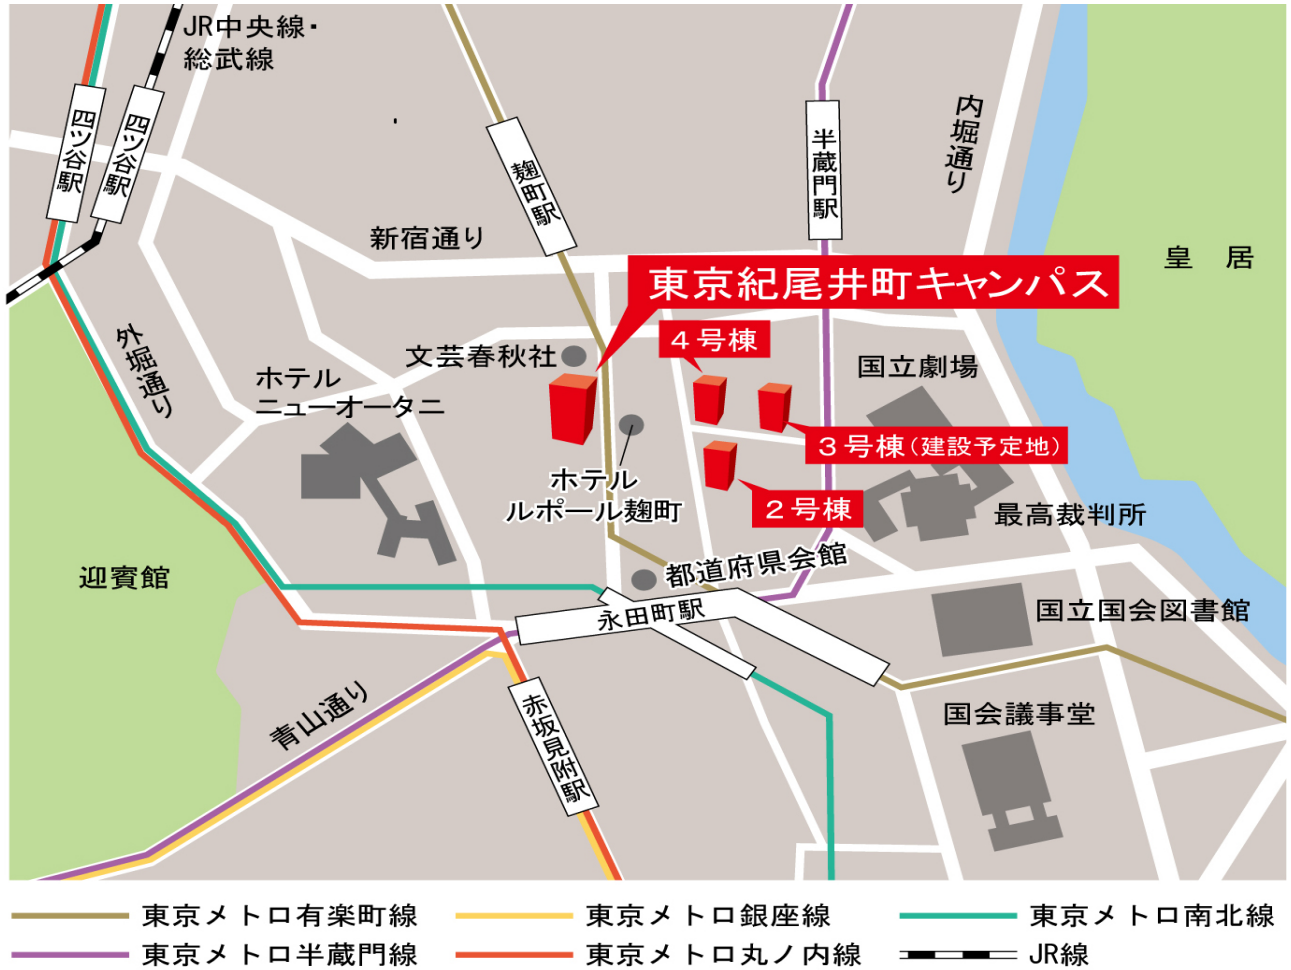 JR中央線・
総武線
四ツ谷駅
四ツ谷駅
麹町駅
半蔵門駅
内堀通り
新宿通り
皇 居
東京紀尾井町キャンパス
4号棟
外堀通り
文芸春秋社
国立劇場
ホテル
ニューオータニ
3号棟(建設予定地)
ホテル
ルポール麹町
2号棟
最高裁判所
都道府県会館
迎賓館
永田町駅
国立国会図書館
青山通り
赤坂見附駅
国会議事堂
東京メトロ有楽町線
東京メトロ銀座線
東京メトロ南北線
東京メトロ半蔵門線
東京メトロ丸ノ内線
JR線